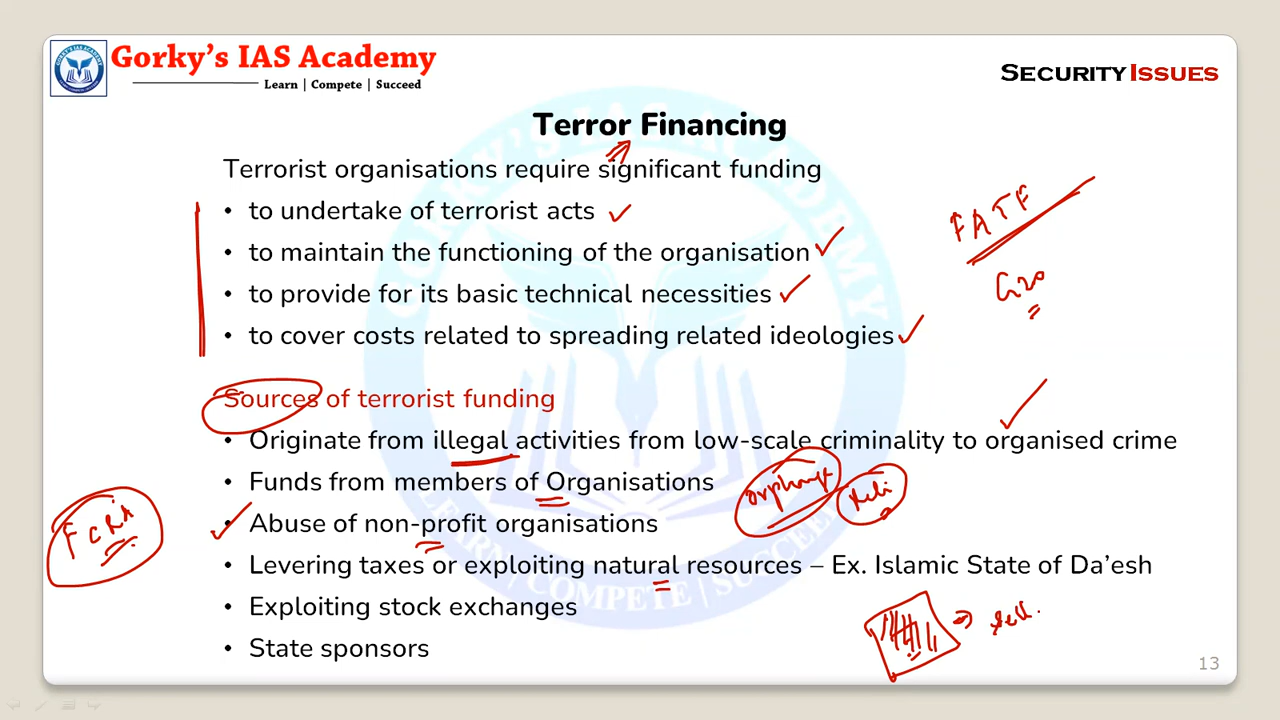 Gorky's IAS Academy
Learn | Compete | Succeed
SECURITY ISSUES
Terror Financing
Terrorist organisations require significant funding
• to undertake of terrorist acts
• to maintain the functioning of the organisation
• to provide for its basic technical necessities
• to cover costs related to spreading related ideologies
FATF
G20
Sources of terrorist funding
• Originate from illegal activities from low-scale criminality to organised crime
• Funds from members of Organisations
• Abuse of non-profit organisations
FCRA
• Levering taxes or exploiting natural resources – Ex. Islamic State of Da'esh
• Exploiting stock exchanges
• State sponsors
13